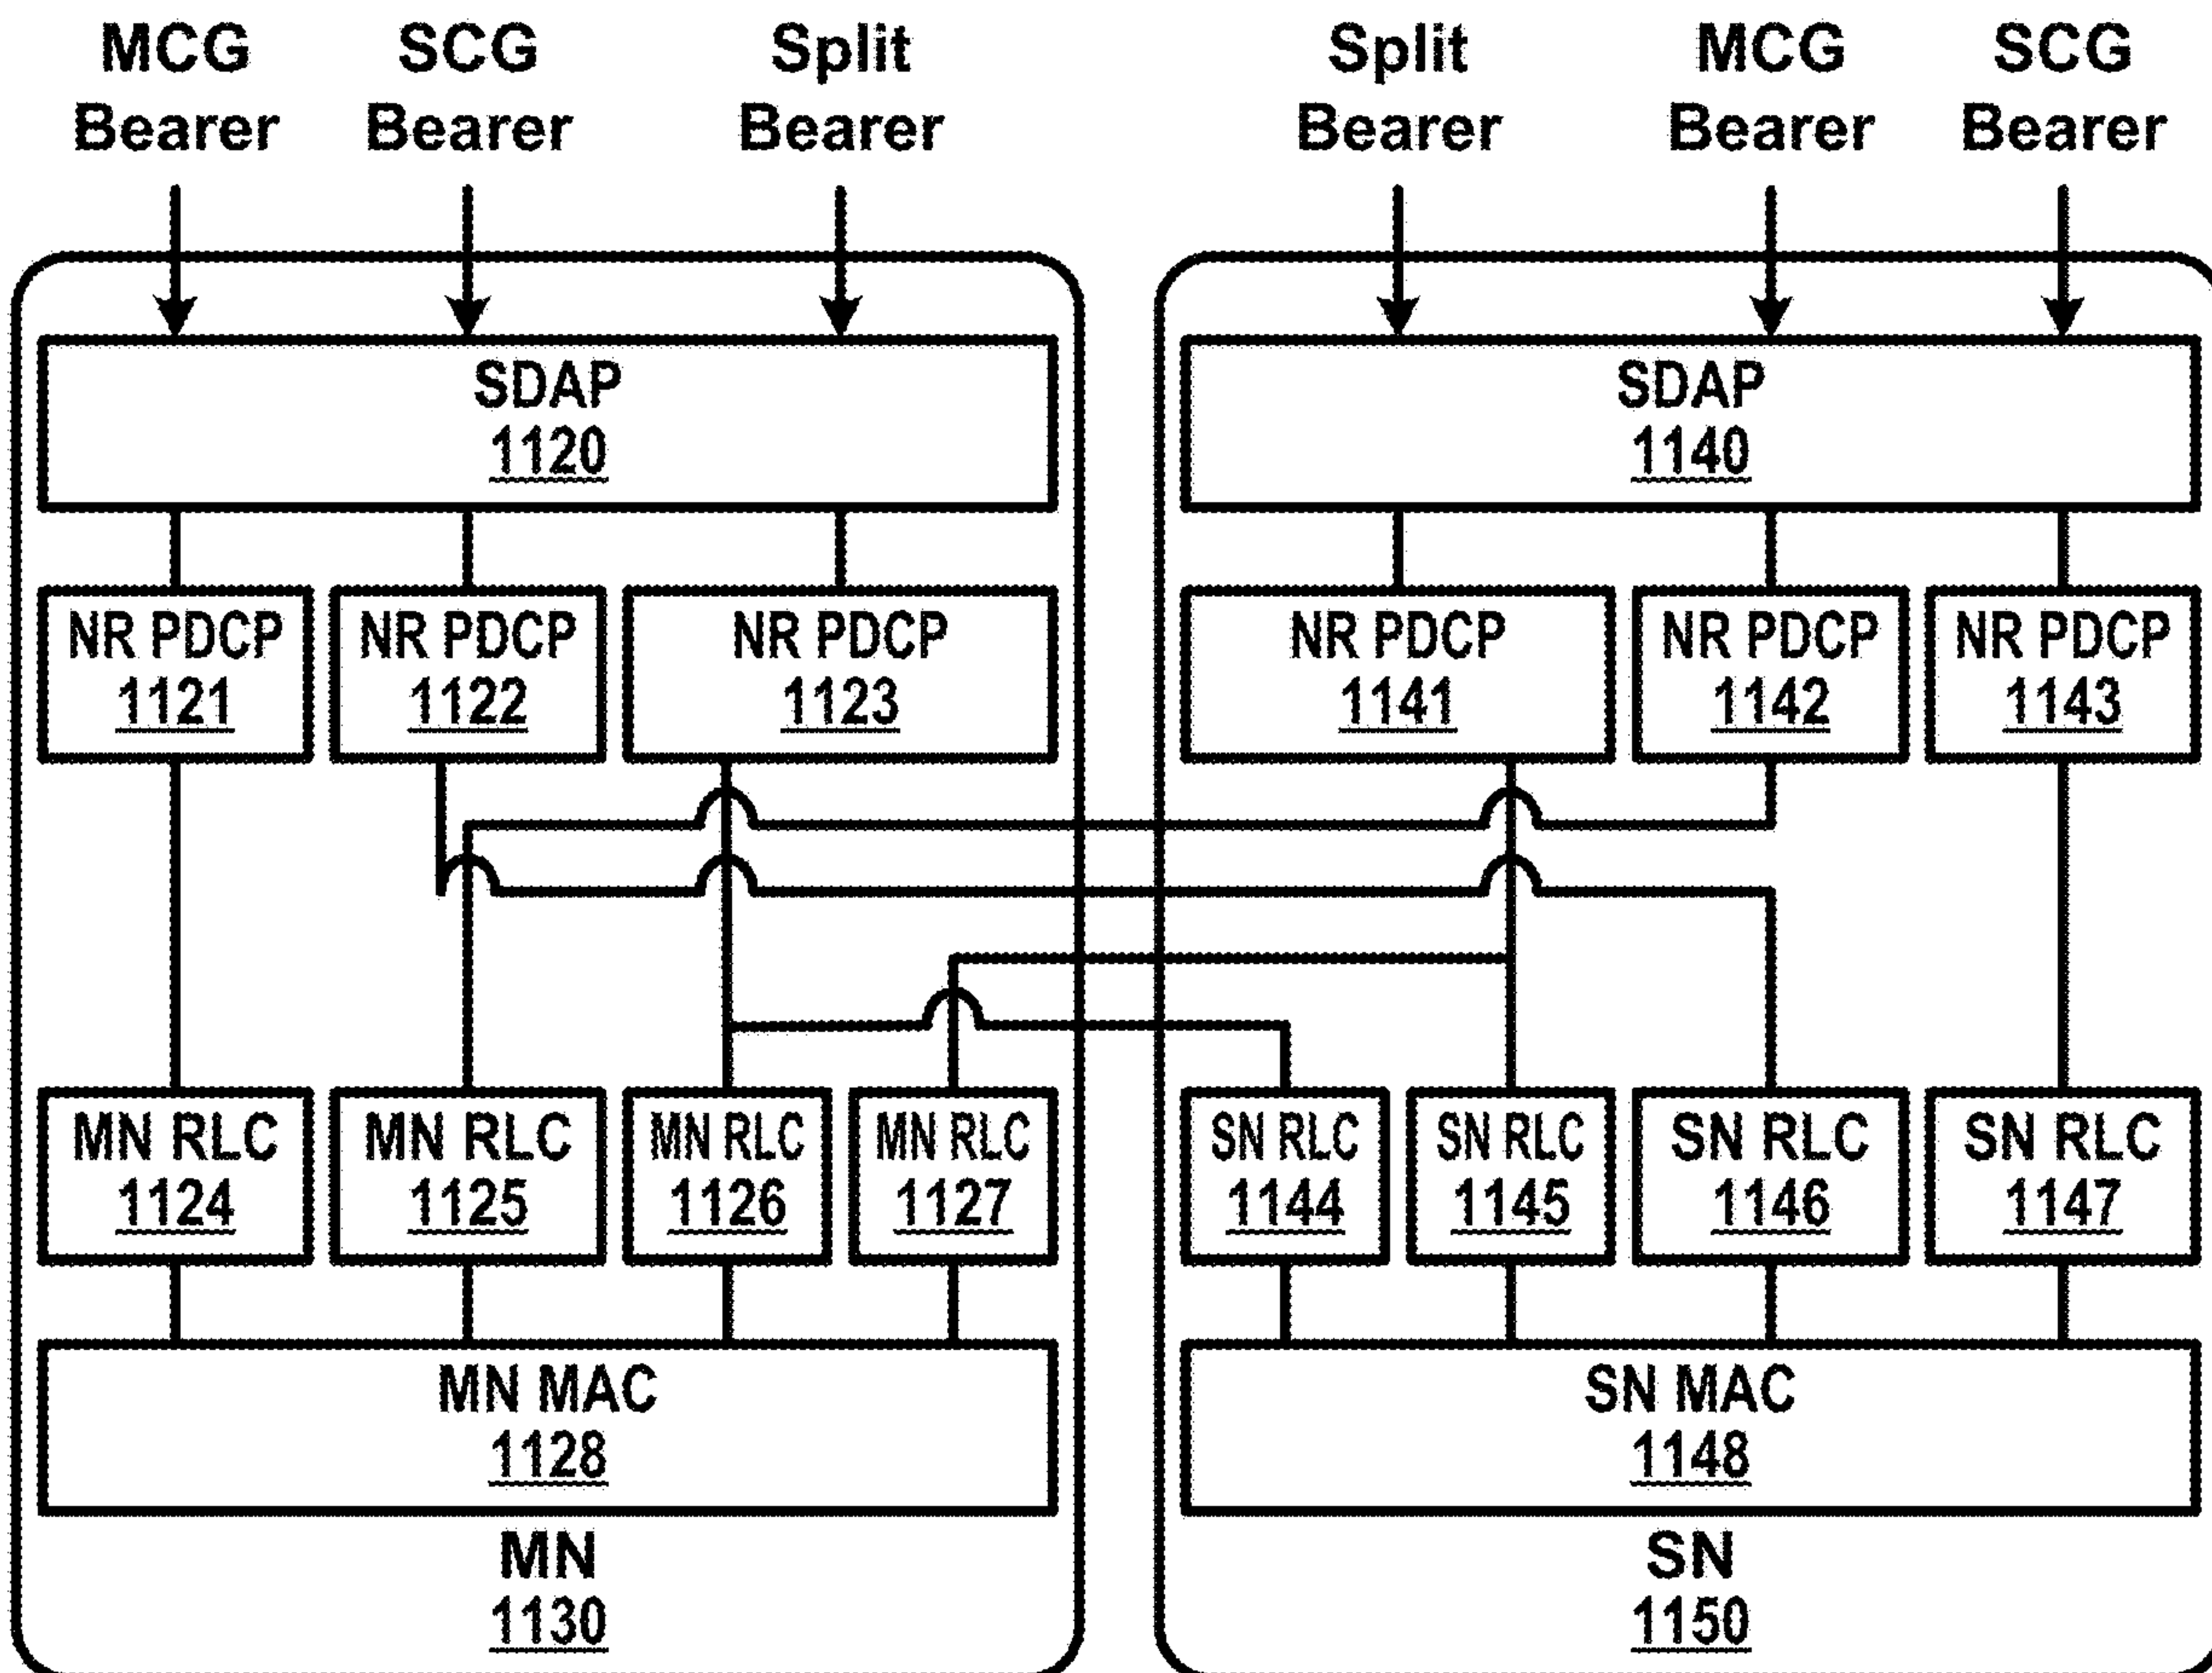 MCG Bearer
SCG Bearer
Split Bearer
Split Bearer
MCG Bearer
SCG Bearer
SDAP
1120
SDAP
1140
NR PDCP
1121
NR PDCP
1122
NR PDCP
1123
NR PDCP
1141
NR PDCP
1142
NR PDCP
1143
MN RLC
1124
MN RLC
1125
MN RLC
1126
MN RLC
1127
SN RLC
1144
SN RLC
1145
SN RLC
1146
SN RLC
1147
MN MAC
1128
SN MAC
1148
MN
1130
SN
1150